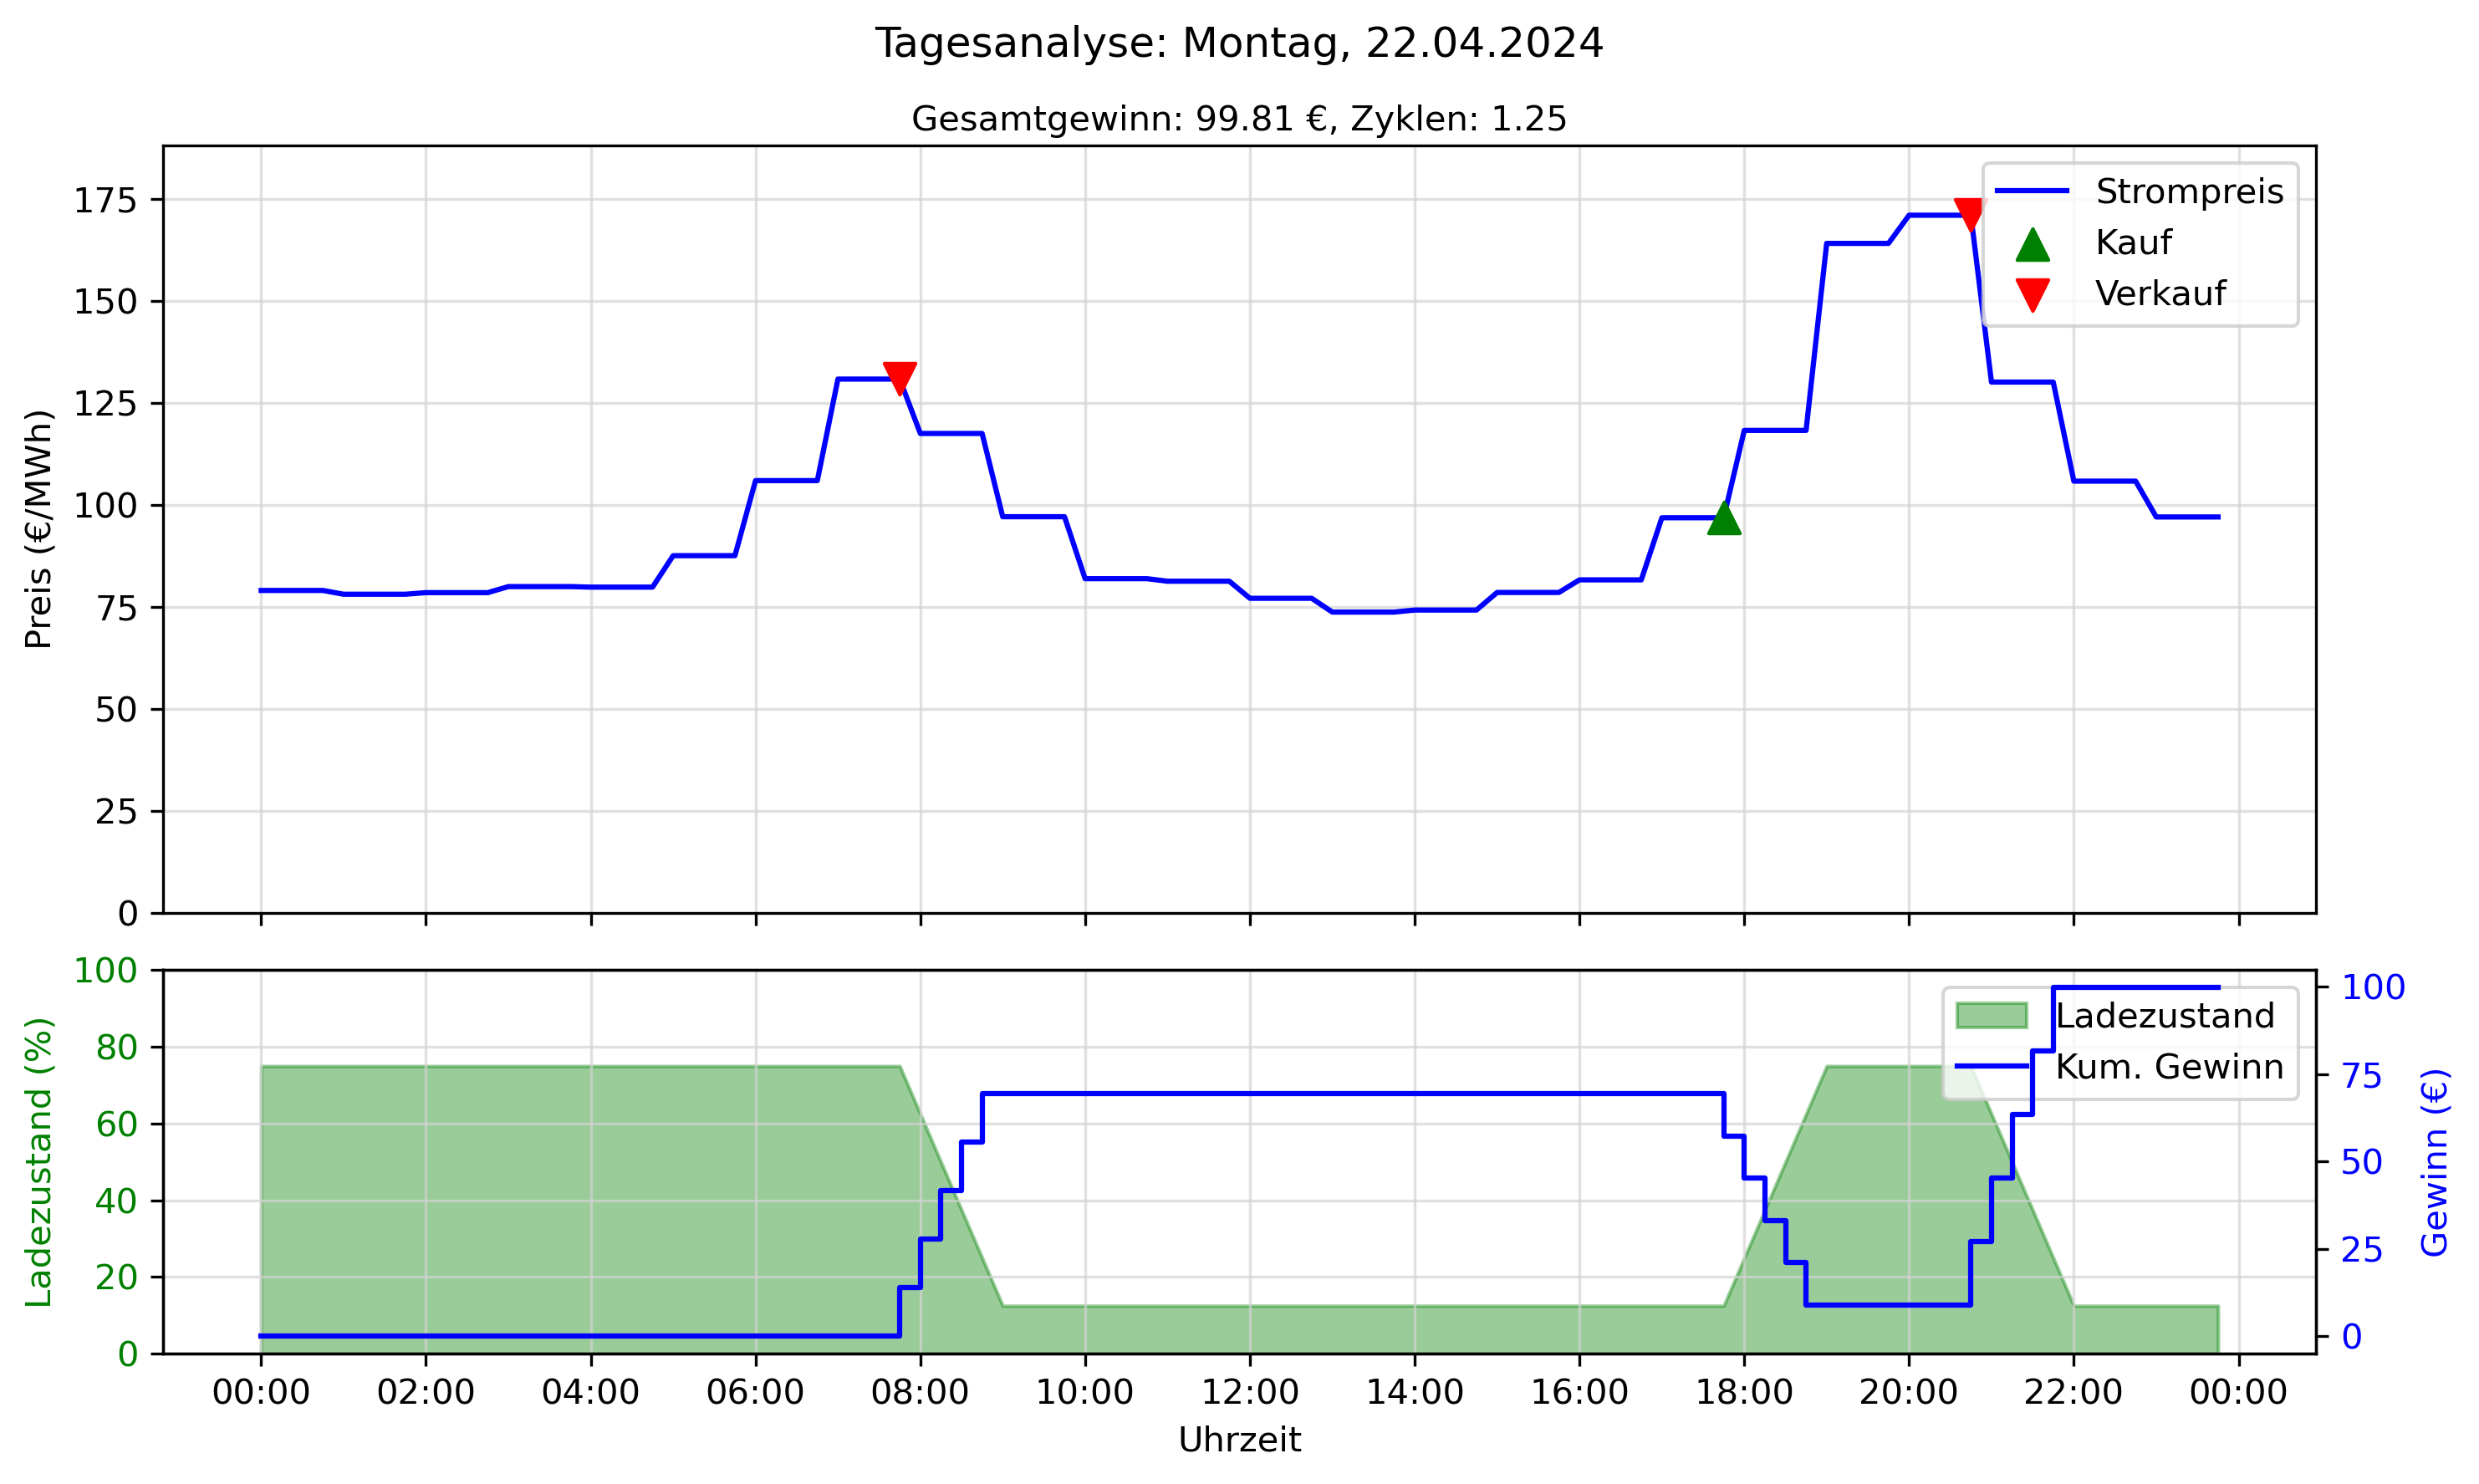 Tagesanalyse: Montag, 22.04.2024
Gesamtgewinn: 99.81 €, Zyklen: 1.25
Preis (€/MWh)
175
150
125
100
75
50
25
0
Strompreis
Kauf
Verkauf
Ladezustand (%)
100
80
60
40
20
0
Ladezustand
Kum. Gewinn
100
75
50
25
0
Gewinn (€)
00:00 02:00 04:00 06:00 08:00 10:00 12:00 14:00 16:00 18:00 20:00 22:00 00:00
Uhrzeit